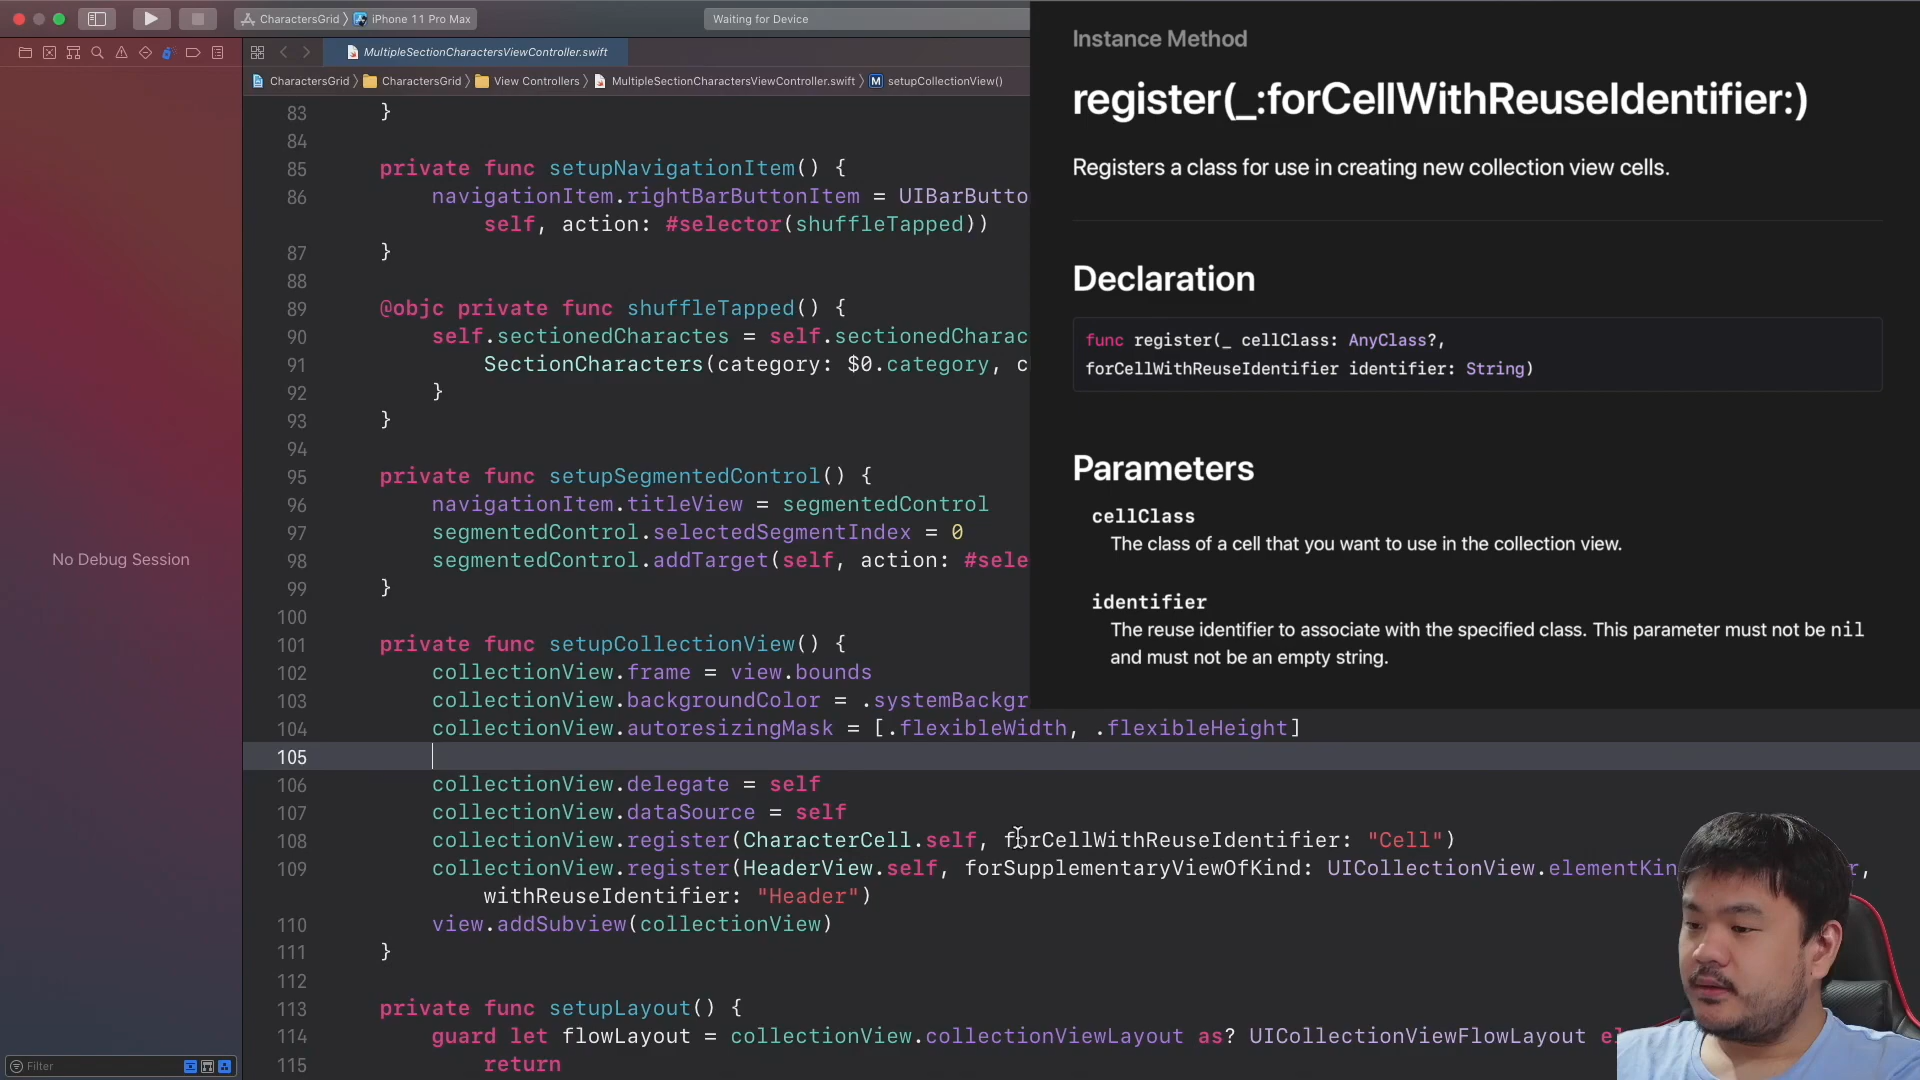 CharactersGrid
iPhone 11 Pro Max
Waiting for Device
MultipleSectionCharactersViewController.swift
CharactersGrid
CharactersGrid
View Controllers
MultipleSectionCharactersViewController.swift
M
setupCollectionView()
83 }
84
85 private func setupNavigationItem() {
86 navigationItem.rightBarButtonItem = UIBarButto
self, action: #selector(shuffleTapped))
87 }
88
89 @objc private func shuffleTapped() {
90 self.sectionedCharactes = self.sectionedCharac
91 SectionCharacters(category: $0.category, c
92 }
93 }
94
95 private func setupSegmentedControl() {
96 navigationItem.titleView = segmentedControl
97 segmentedControl.selectedSegmentIndex = 0
98 segmentedControl.addTarget(self, action: #sele
99 }
100
101 private func setupCollectionView() {
102 collectionView.frame = view.bounds
103 collectionView.backgroundColor = .systemBackgr
104 collectionView.autoresizingMask = [.flexibleWidth, .flexibleHeight]
105
106 collectionView.delegate = self
107 collectionView.dataSource = self
108 collectionView.register(CharacterCell.self, forCellWithReuseIdentifier: "Cell")
109 collectionView.register(HeaderView.self, forSupplementaryViewOfKind: UICollectionView.elementKin r,
withReuseIdentifier: "Header")
110 view.addSubview(collectionView)
111 }
112
113 private func setupLayout() {
114 guard let flowLayout = collectionView.collectionViewLayout as? UICollectionViewFlowLayout el
115 return
No Debug Session
Filter
Instance Method
register(_:forCellWithReuseIdentifier:)
Registers a class for use in creating new collection view cells.
Declaration
func register(_ cellClass: AnyClass?,
forCellWithReuseIdentifier identifier: String)
Parameters
cellClass
The class of a cell that you want to use in the collection view.
identifier
The reuse identifier to associate with the specified class. This parameter must not be nil
and must not be an empty string.